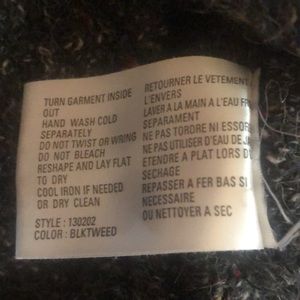 TURN GARMENT INSIDE
OUT
HAND WASH COLD
SEPARATELY
DO NOT TWIST OR WRING
DO NOT BLEACH
RESHAPE AND LAY FLAT
TO DRY
COOL IRON IF NEEDED
OR DRY CLEAN
STYLE : 130202
COLOR : BLKTWEED
RETOURNER LE VETEMENT
L'ENVERS
LAVER A LA MAIN A L'EAU
SEPARAMENT
NE PAS TORDRE NI
NE PAS UTILISER D'EAU DE
ETENDRE A PLAT LORS
SECHAGE
REPASSER A FER BAS SI
NECESSAIRE
OU NETTOYER A SEC